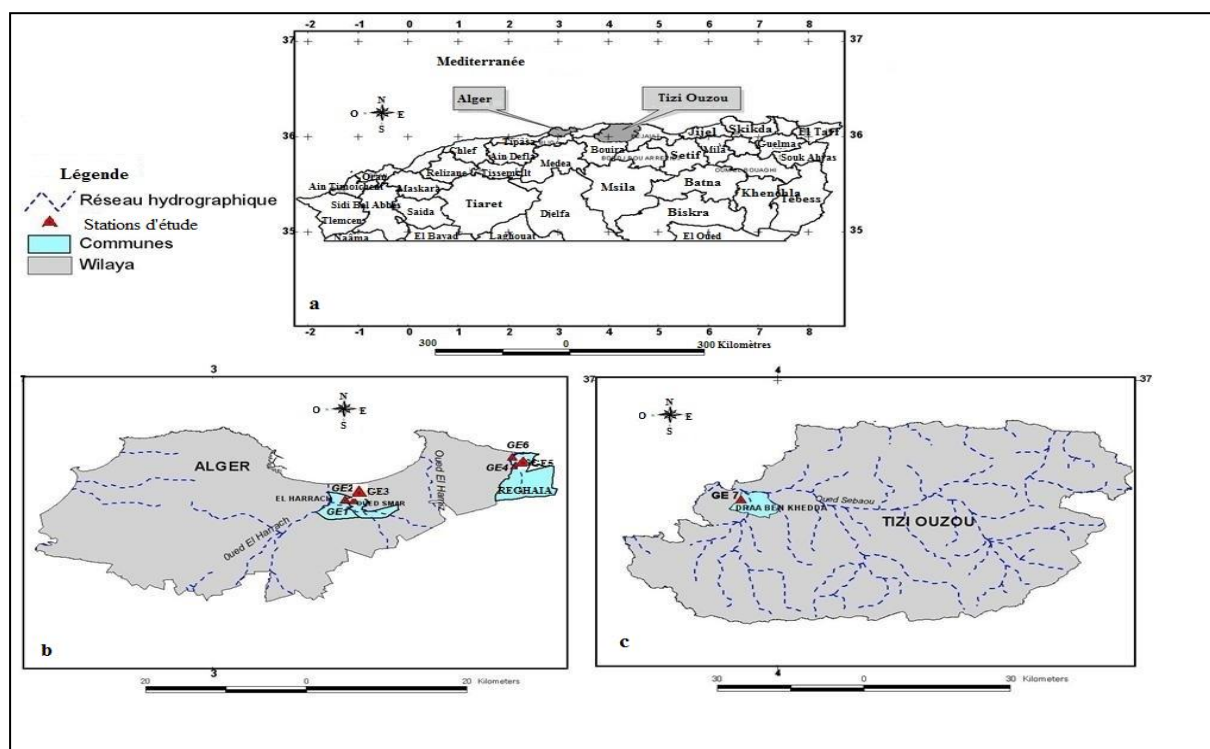 -2 -1 0 1 2 3 4 5 6 7 8
37 37
Mediterranée
Alger
Tizi Ouzou
N
O E
S
36 36
Jijel Skikda El Tarf
Tipasa
Chlef Ain Defla Medea Bouira Setif Mila Guelma Souk Ahras
Oran Relizane Tissemsilt
Ain Timoichent Maskara Msila Batna Khenchla Tebess
Sidi Bel Abbes Saida Tiaret
Tlemcen Djelfa Biskra
35 35
Naâma El Bayad Laghouat El Oued
Légende
Réseau hydrographique
Stations d'étude
Communes
Wilaya
a
-2 -1 0 1 2 3 4 5 6 7 8
300 0 300 Kilomètres
3
N
O E
S
ALGER
GE6
GE4 GE5
REGHAIA
GE2 GE3
EL HARRACH OUED SMAR
GE1
Oued El Harrach
Oued El Hamiz
b
3
20 0 20 Kilometers
37 4 37
N
O E
S
GE 7
DRAA BEN KHEDDA
Oued Sebaou
TIZI OUZOU
c
4
30 0 30 Kilometers